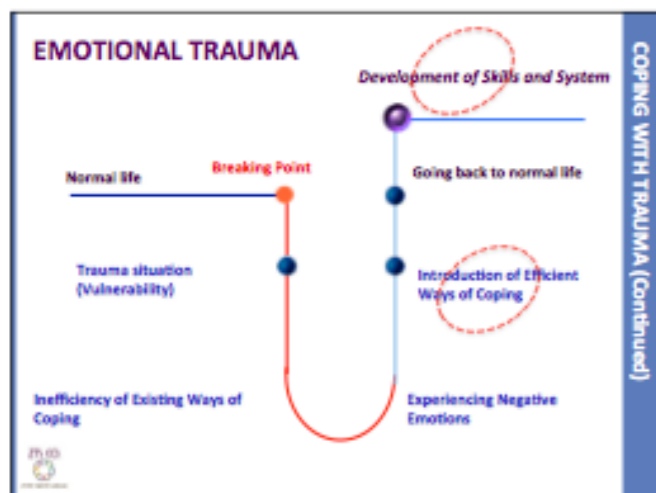 EMOTIONAL TRAUMA
Development of Skills and System
Breaking Point
Normal life
Going back to normal life
Trauma situation
(Vulnerability)
Introduction of Efficient
Ways of Coping
Inefficiency of Existing Ways of
Coping
Experiencing Negative
Emotions
COPING WITH TRAUMA (Continued)